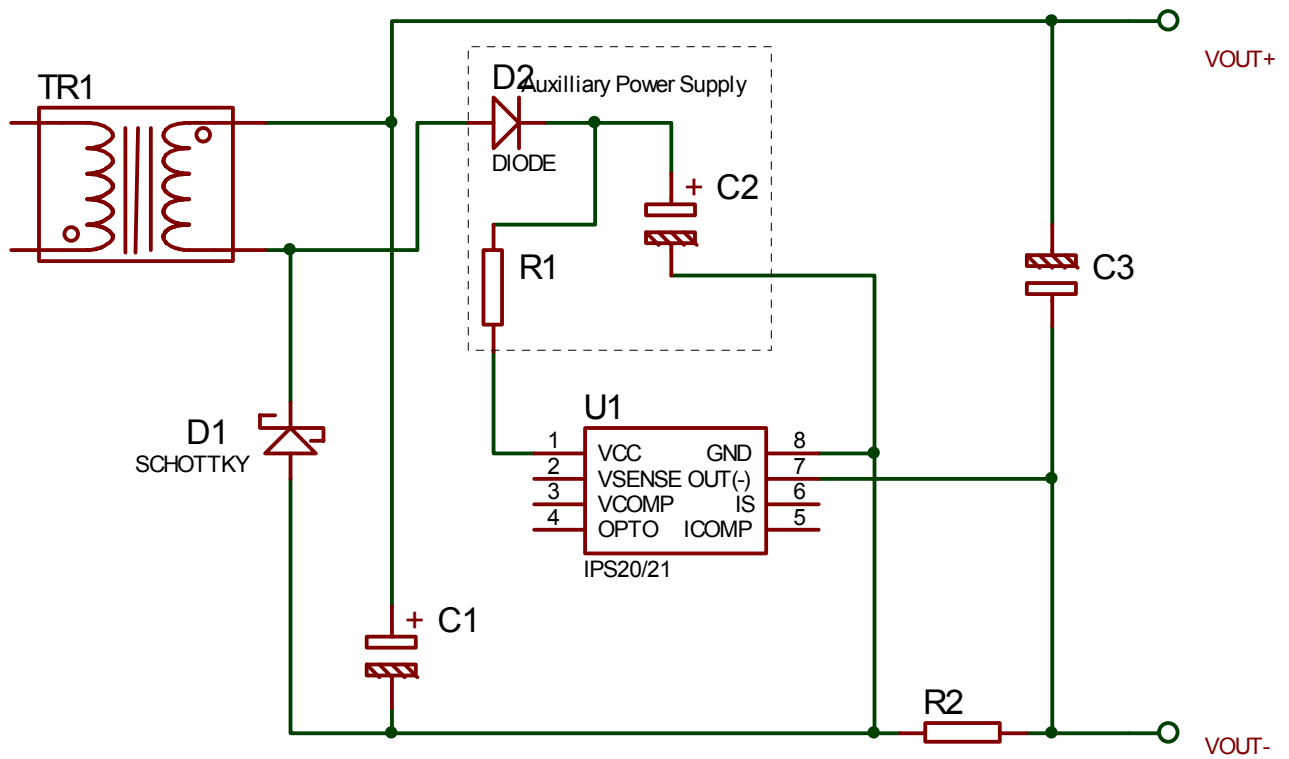 VOUT+
D2
Auxilliary Power Supply
TR1
DIODE
+ C2
R1
C3
U1
D1
SCHOTTKY
1 VCC GND 8
2 VSENSE OUT(-) 7
3 VCOMP IS 6
4 OPTO ICOMP 5
IPS20/21
+ C1
R2
VOUT-